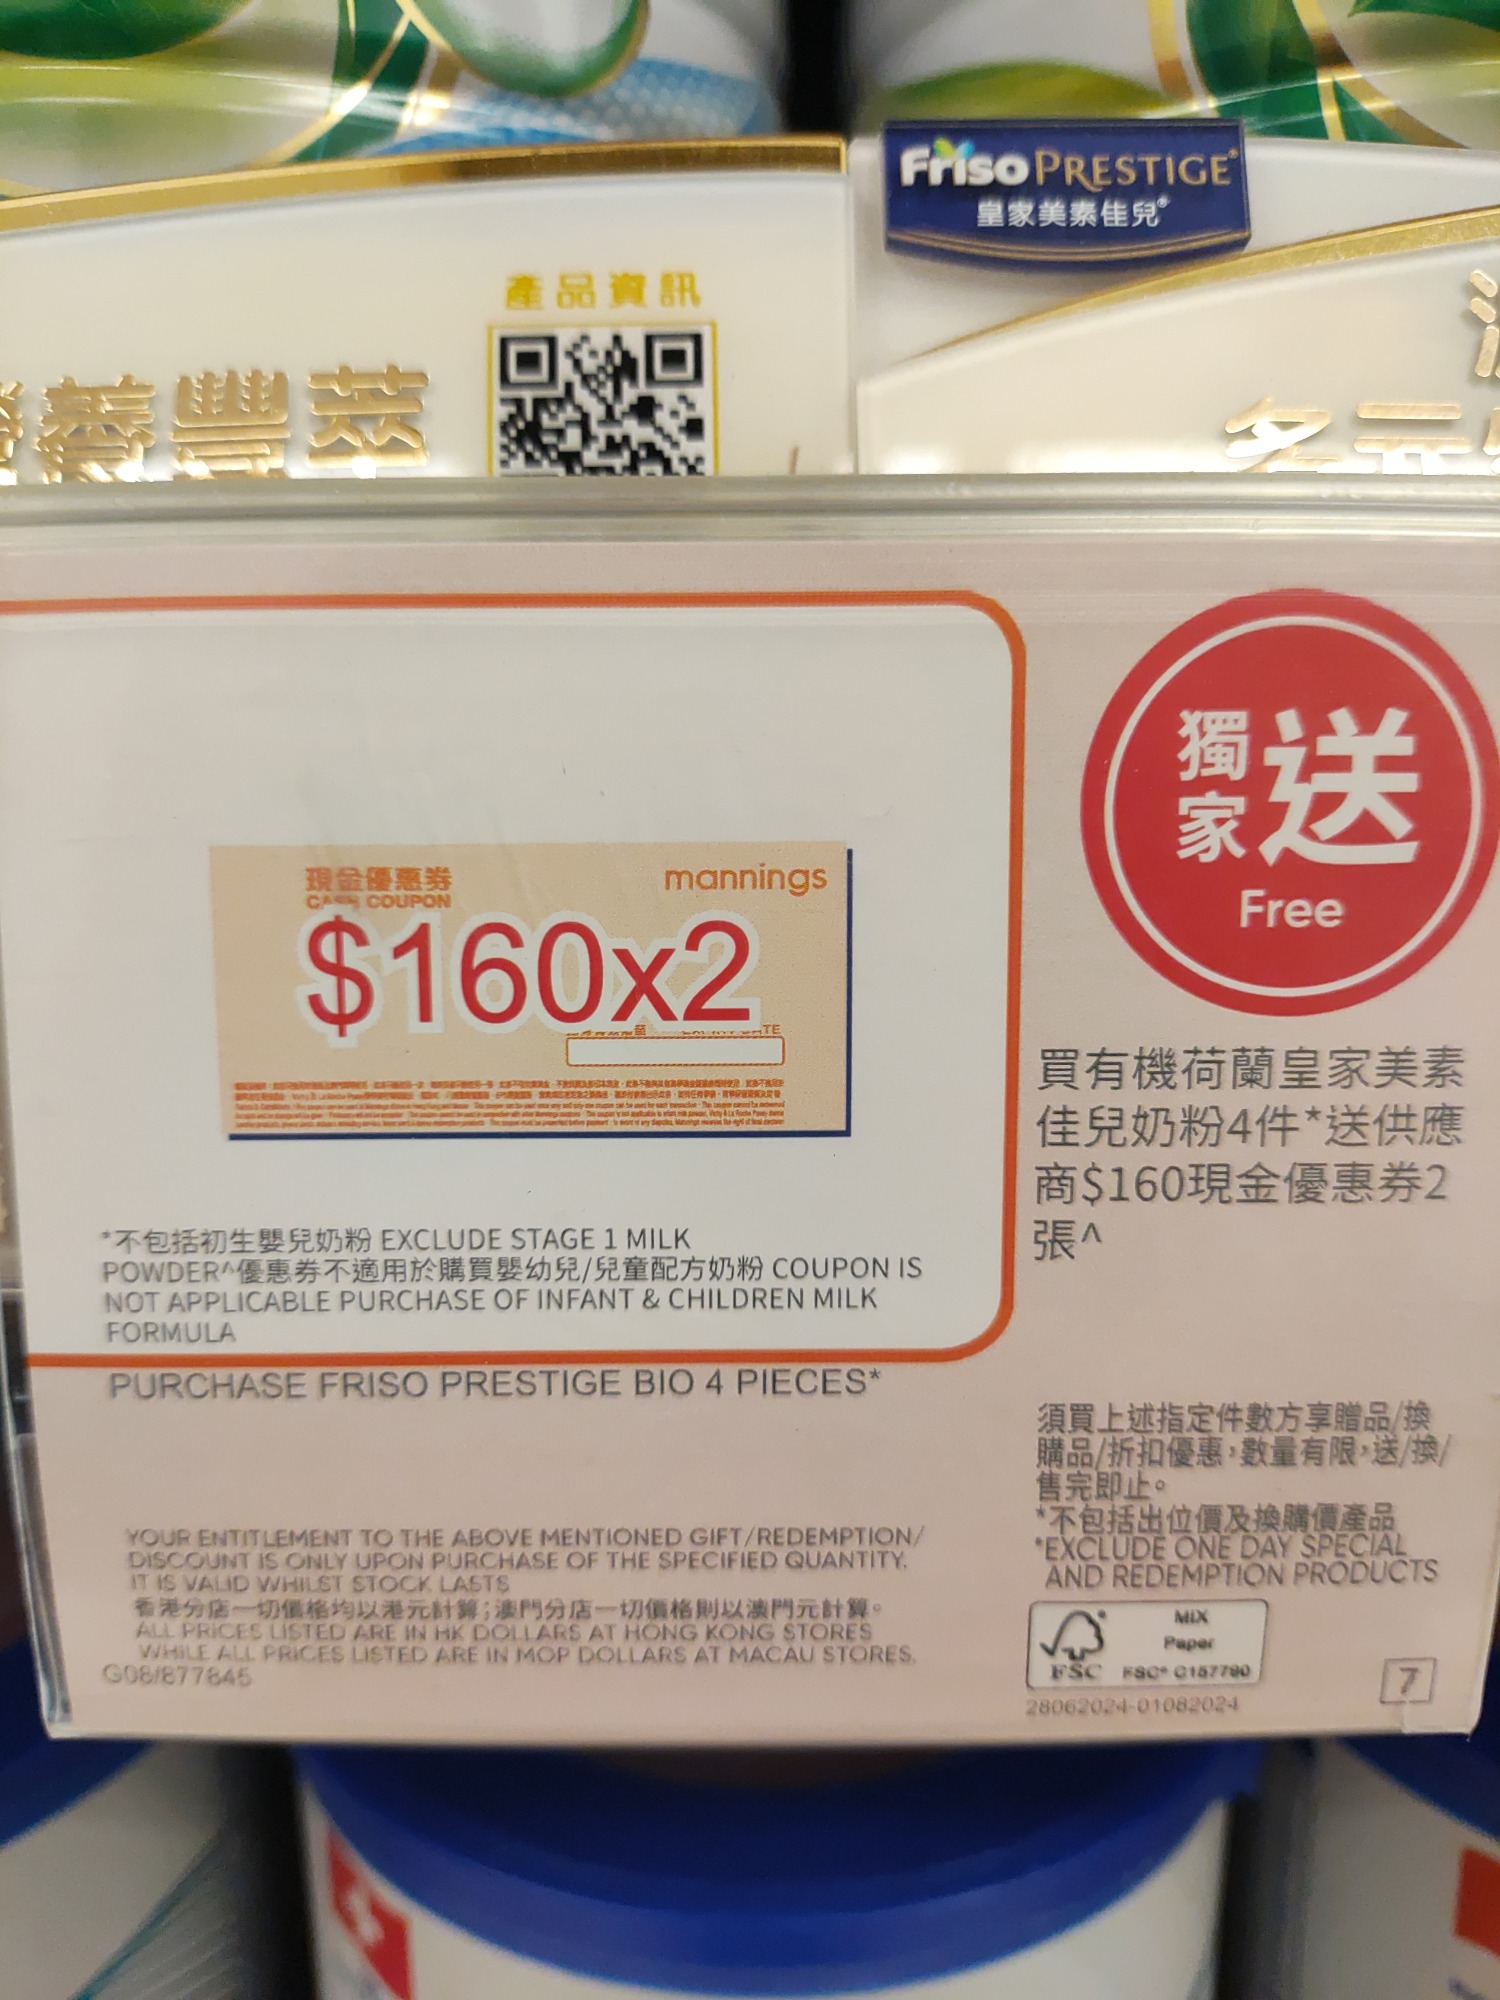 Friso PRESTIGE®
皇家美素佳兒®
產品資訊
養豐萃
多元
獨家送
Free
現金優惠券
mannings
CASH COUPON
$160x2
買有機荷蘭皇家美素
佳兒奶粉4件*送供應
商$160現金優惠券2
張^
*不包括初生嬰兒奶粉 EXCLUDE STAGE 1 MILK
POWDER^優惠券不適用於購買嬰幼兒/兒童配方奶粉 COUPON IS
NOT APPLICABLE PURCHASE OF INFANT & CHILDREN MILK
FORMULA
PURCHASE FRISO PRESTIGE BIO 4 PIECES*
須買上述指定件數方享贈品/換
購品/折扣優惠，數量有限，送/換/
售完即止。
*不包括出位價及換購價產品
*EXCLUDE ONE DAY SPECIAL
AND REDEMPTION PRODUCTS
YOUR ENTITLEMENT TO THE ABOVE MENTIONED GIFT/REDEMPTION/
DISCOUNT IS ONLY UPON PURCHASE OF THE SPECIFIED QUANTITY.
IT IS VALID WHILST STOCK LASTS
香港分店一切價格均以港元計算；澳門分店一切價格則以澳門元計算。
ALL PRICES LISTED ARE IN HK DOLLARS AT HONG KONG STORES
WHILE ALL PRICES LISTED ARE IN MOP DOLLARS AT MACAU STORES.
G08/877845
MIX
Paper
FSC
FSC® C157790
7
28062024-01082024